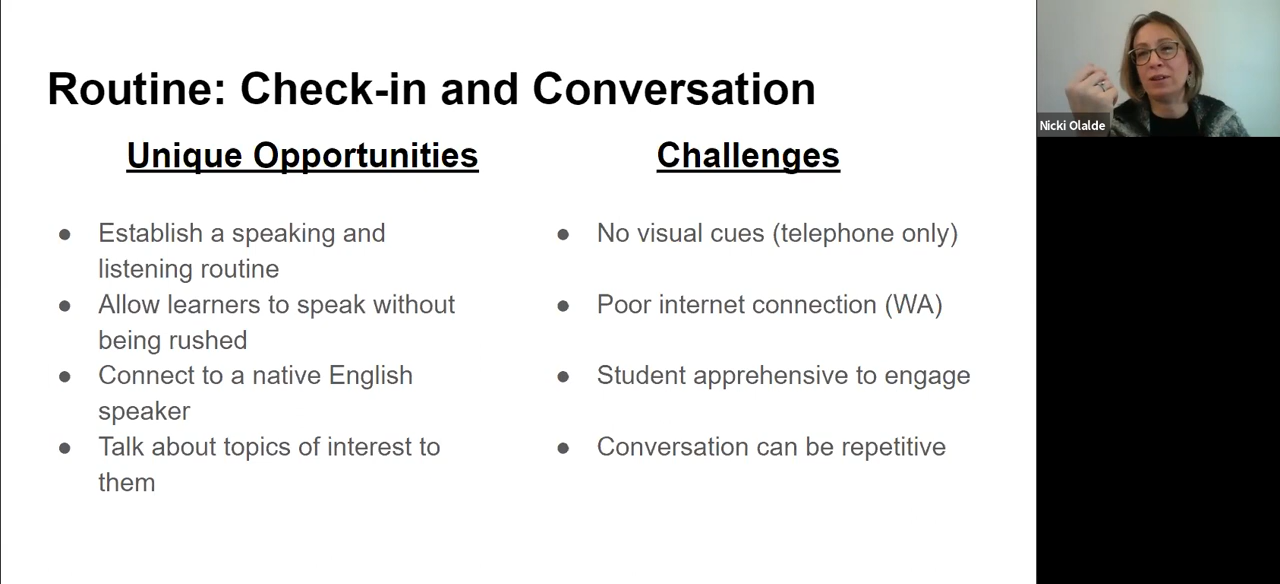 Routine: Check-in and Conversation
Unique Opportunities
● Establish a speaking and
listening routine
● Allow learners to speak without
being rushed
● Connect to a native English
speaker
● Talk about topics of interest to
them
Challenges
● No visual cues (telephone only)
● Poor internet connection (WA)
● Student apprehensive to engage
● Conversation can be repetitive
Nicki Olalde